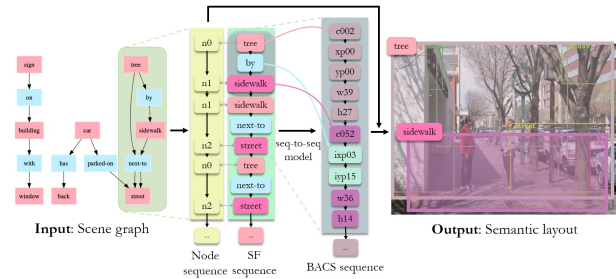 sign
on
building
with
window
car
has
parked-on
back
tree
by
sidewalk
next-to
street
Input: Scene graph
n0
n1
n1
n2
n0
n2
...
Node
sequence
tree
by
sidewalk
sidewalk
next-to
street
tree
next-to
street
...
SF
sequence
seq-to-seq
model
e002
xp00
yp00
w39
h27
e052
ixp03
iyp15
w36
h14
...
BACS sequence
tree
sidewalk
street
Output: Semantic layout